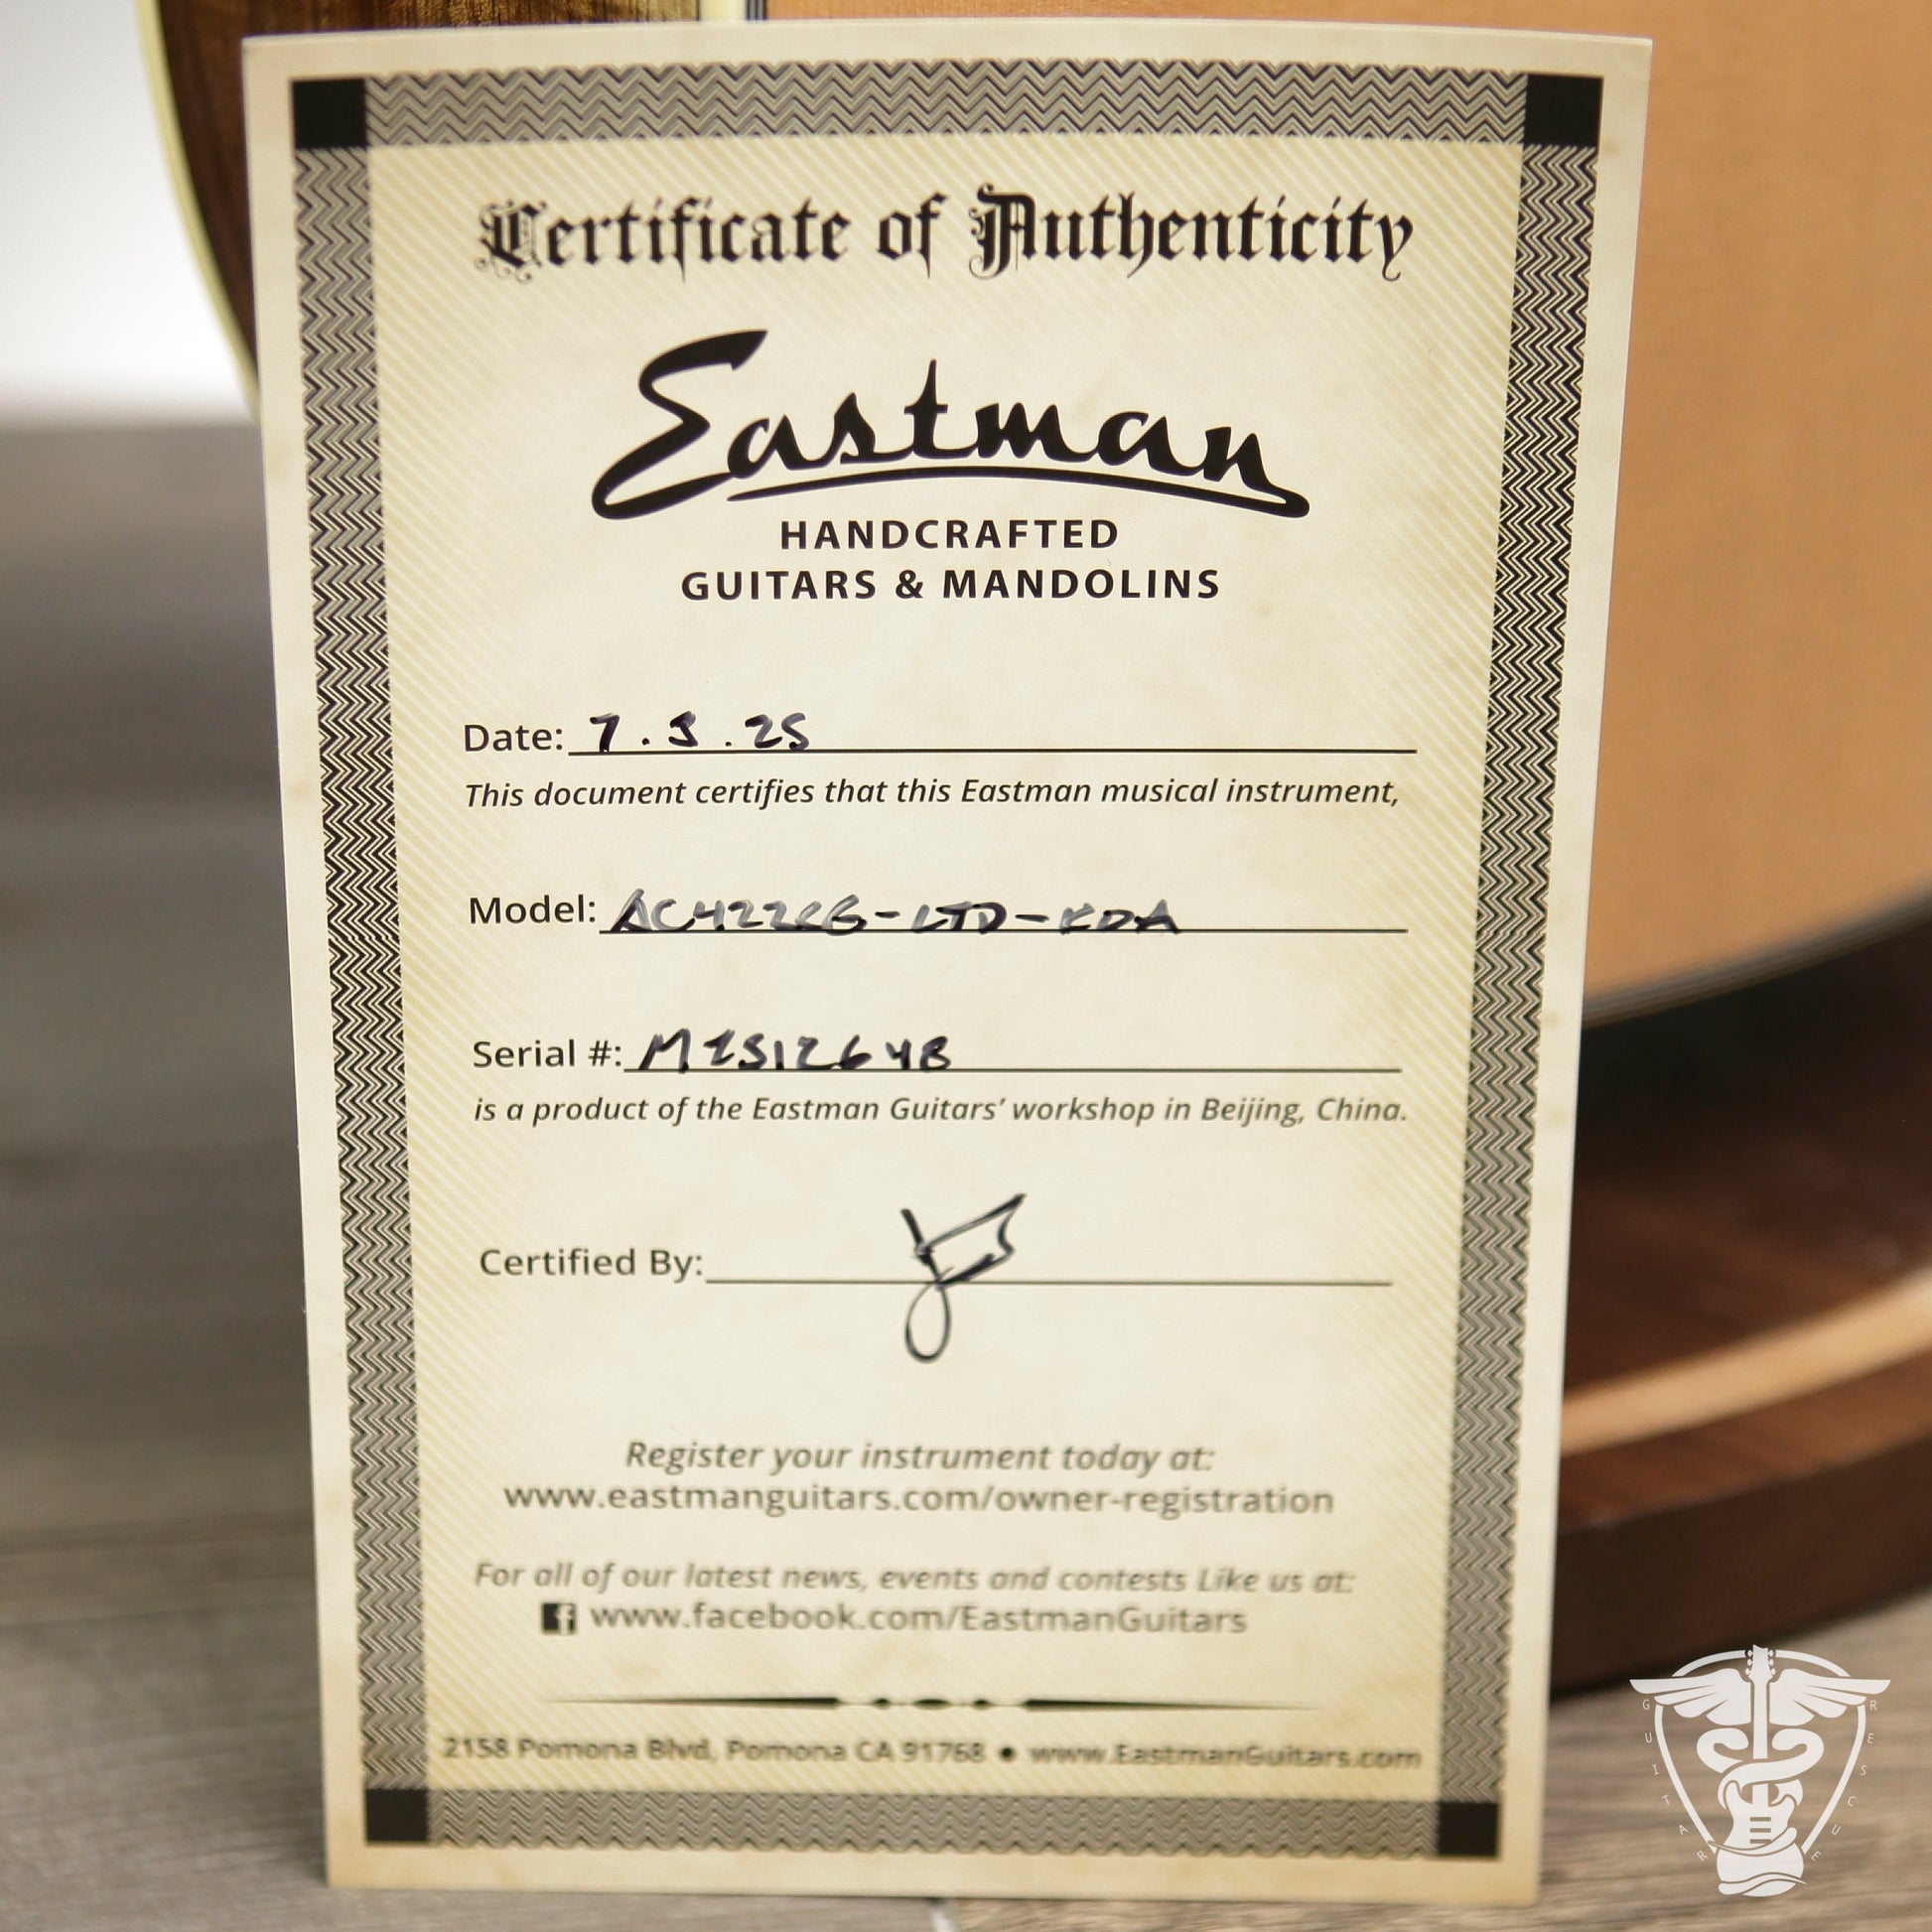 Certificate of Authenticity
Eastman
HANDCRAFTED
GUITARS & MANDOLINS
Date: 7.3.25
This document certifies that this Eastman musical instrument,
Model: AC422CG-LTD-KOA
Serial #: M2512648
is a product of the Eastman Guitars' workshop in Beijing, China.
Certified By:
Register your instrument today at:
www.eastmanguitars.com/owner-registration
For all of our latest news, events and contests Like us at:
f www.facebook.com/EastmanGuitars
2158 Pomona Blvd, Pomona CA 91768 • www.EastmanGuitars.com
GUITAR RESCUE